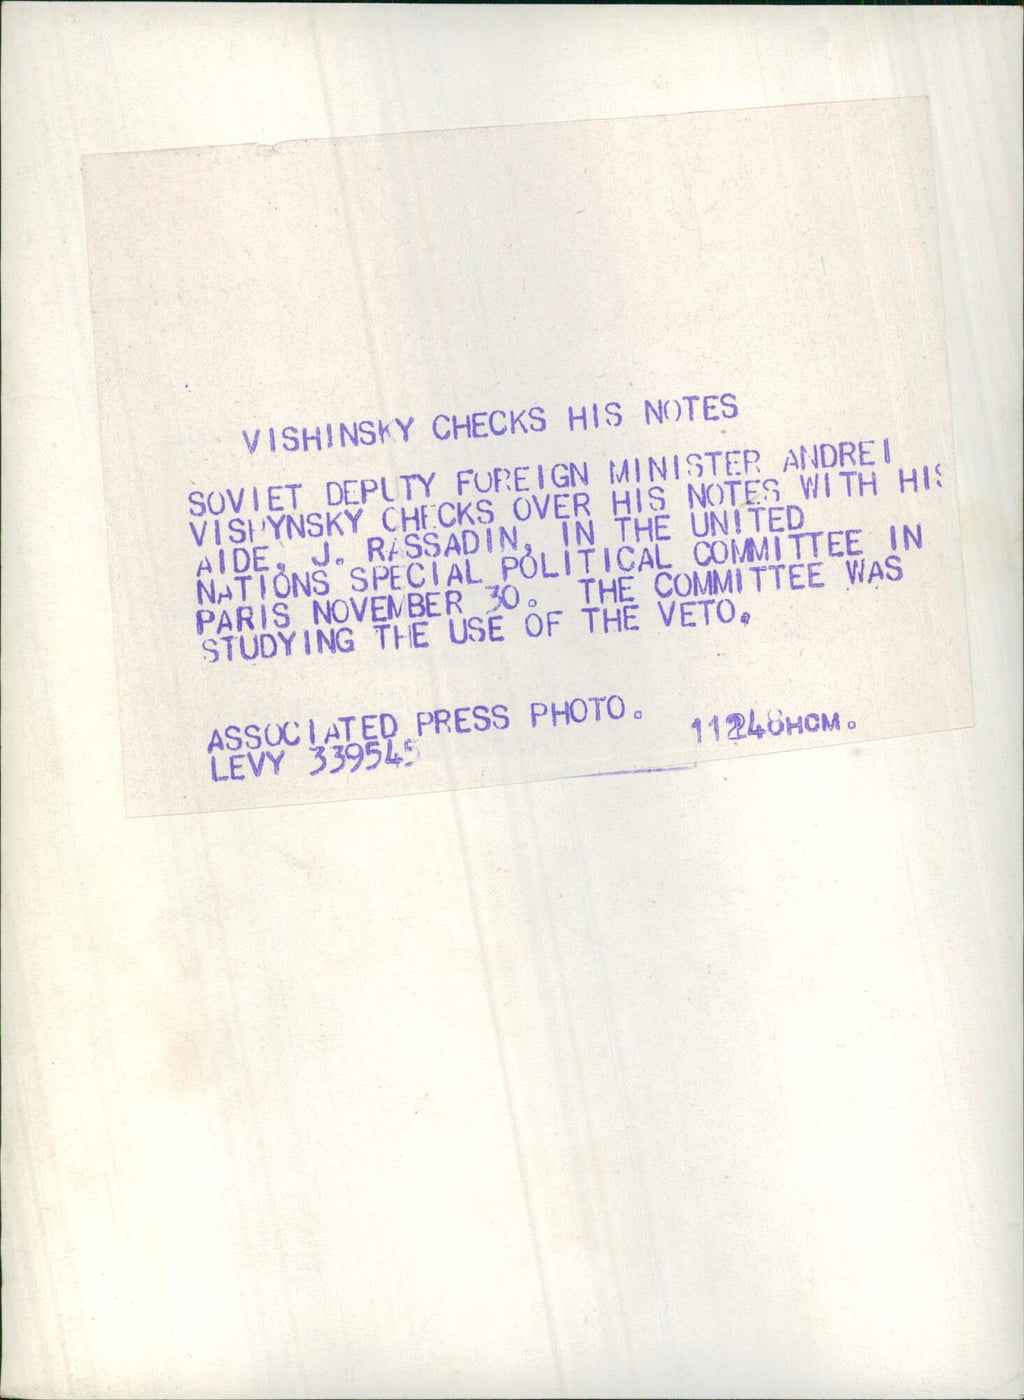 VISHINSKY CHECKS HIS NOTES
SOVIET DEPUTY FOREIGN MINISTER ANDREI
VISHYNSKY CHECKS OVER HIS NOTES WITH HIS
AIDE, J. RASSADIN, IN THE UNITED
NATIONS SPECIAL POLITICAL COMMITTEE IN
PARIS NOVEMBER 30. THE COMMITTEE WAS
STUDYING THE USE OF THE VETO.
ASSOCIATED PRESS PHOTO.
LEVY 339545